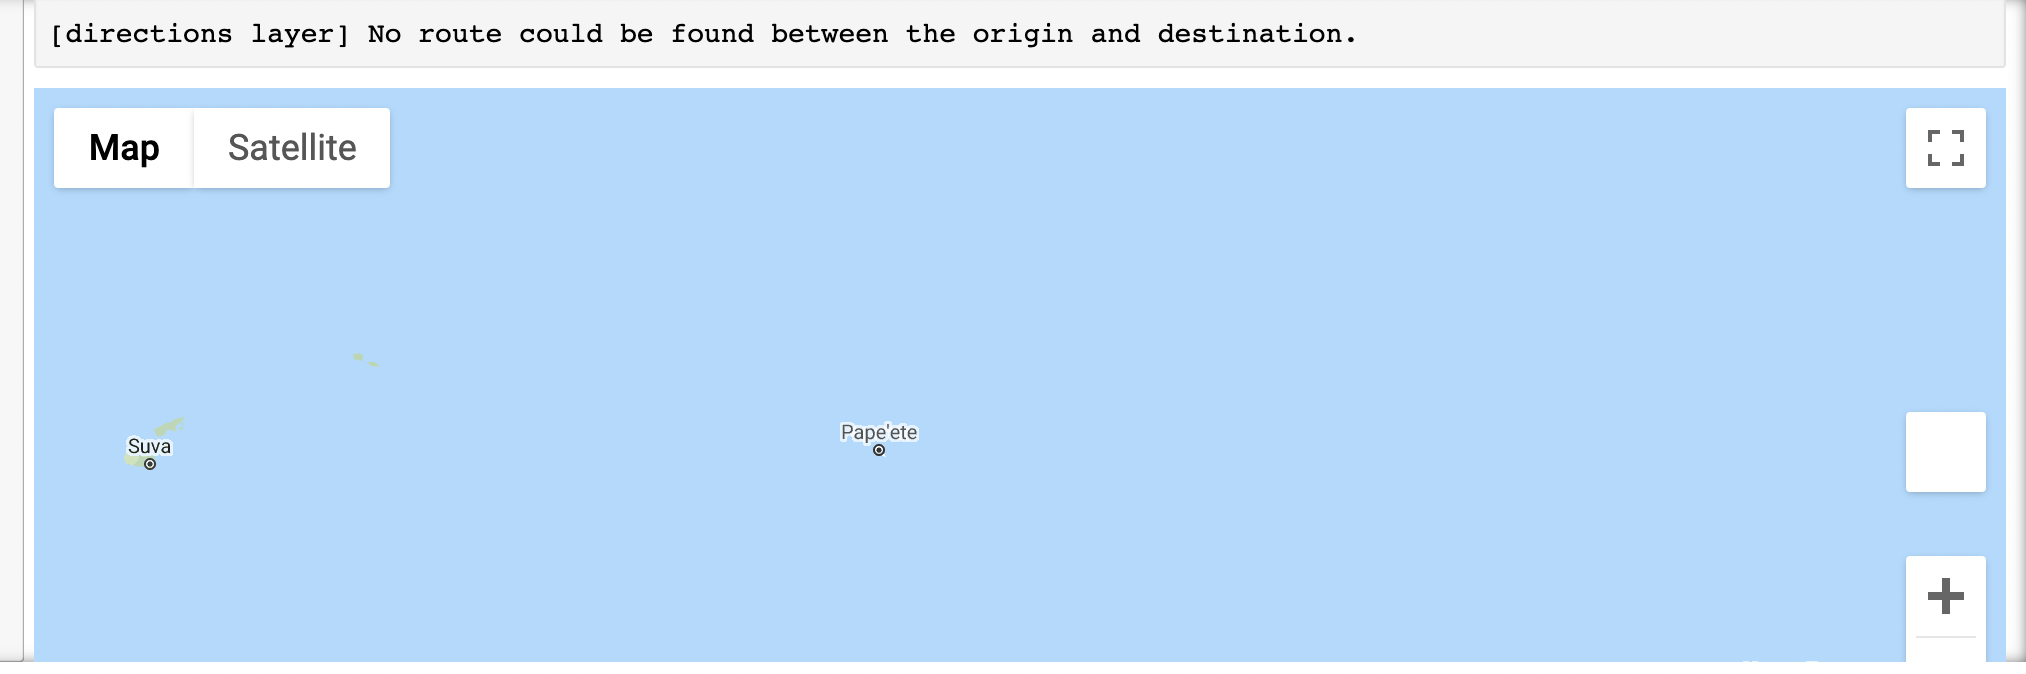 [directions layer] No route could be found between the origin and destination.
Map
Satellite
Pape'ete
Suva